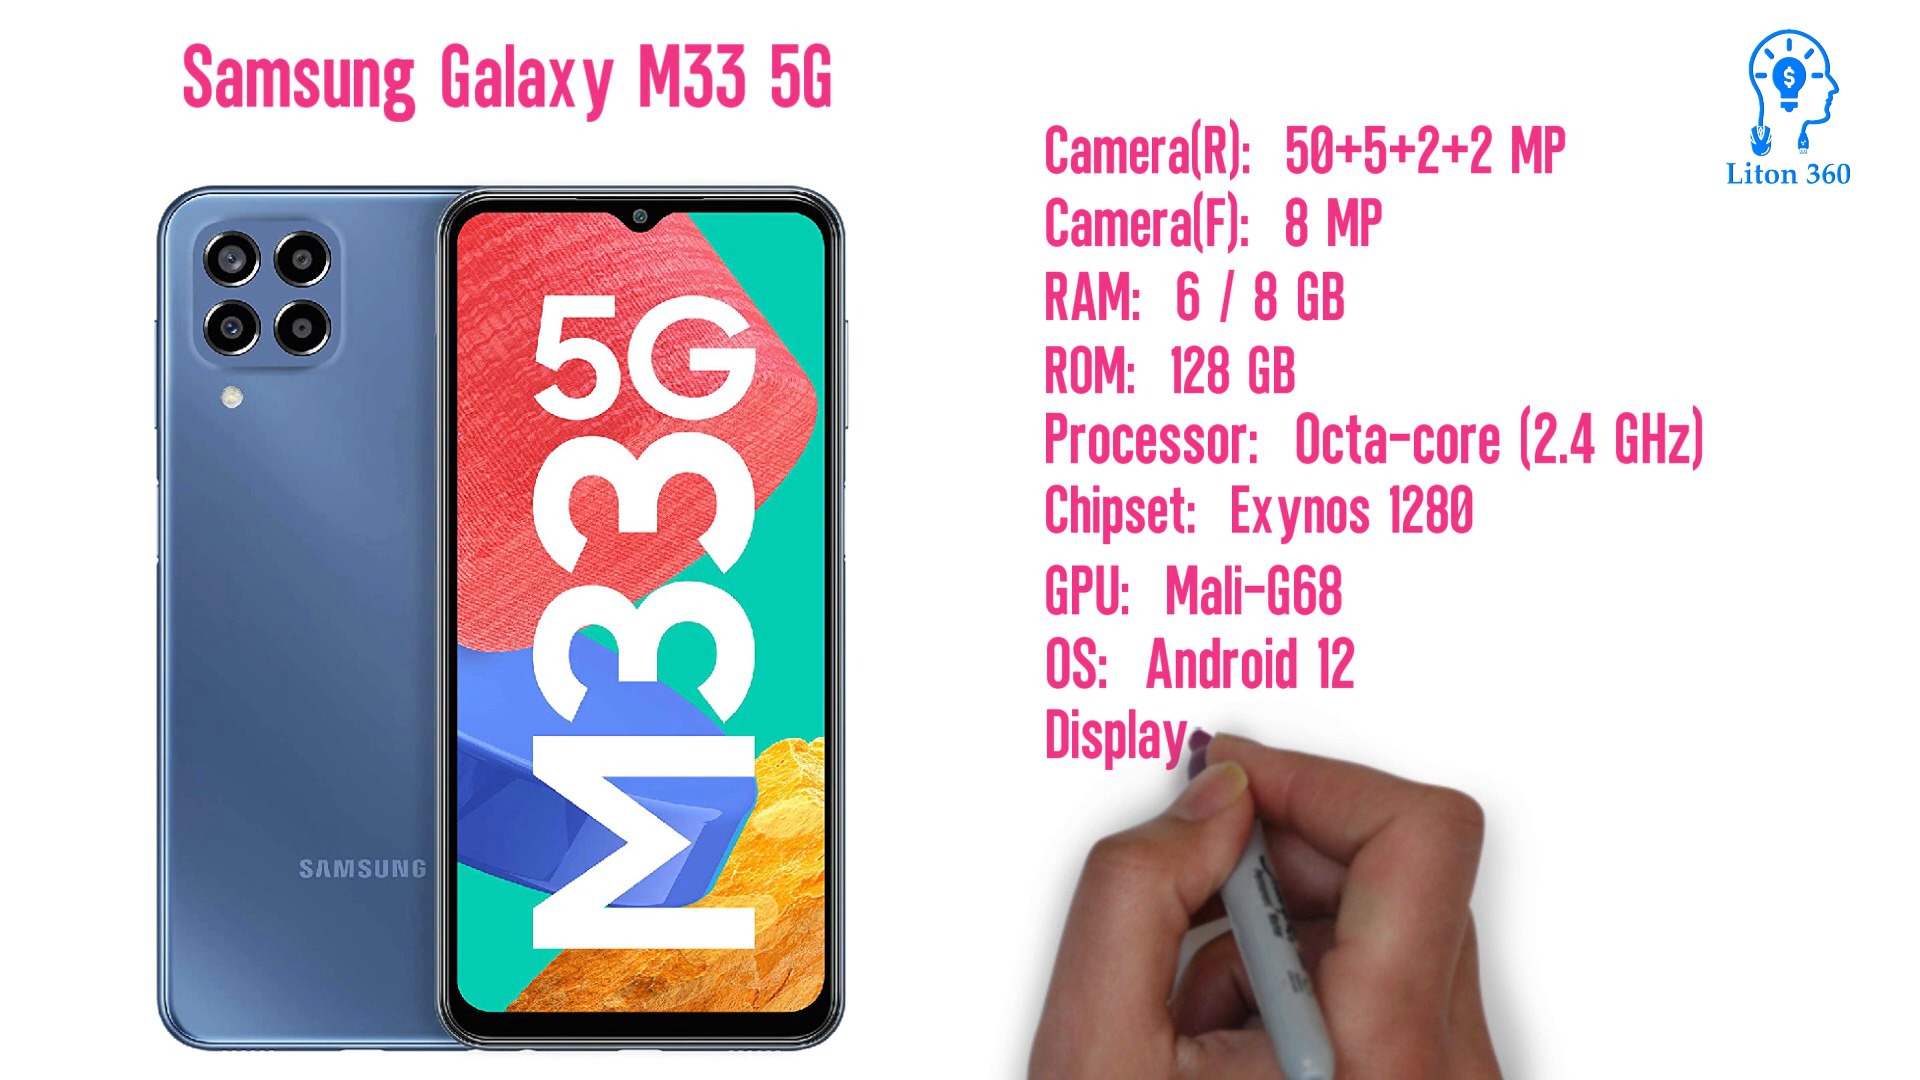 Samsung Galaxy M33 5G
Liton 360
Camera(R): 50+5+2+2 MP
Camera(F): 8 MP
RAM: 6 / 8 GB
ROM: 128 GB
Processor: Octa-core (2.4 GHz)
Chipset: Exynos 1280
GPU: Mali-G68
OS: Android 12
Display
SAMSUNG
M33 5G